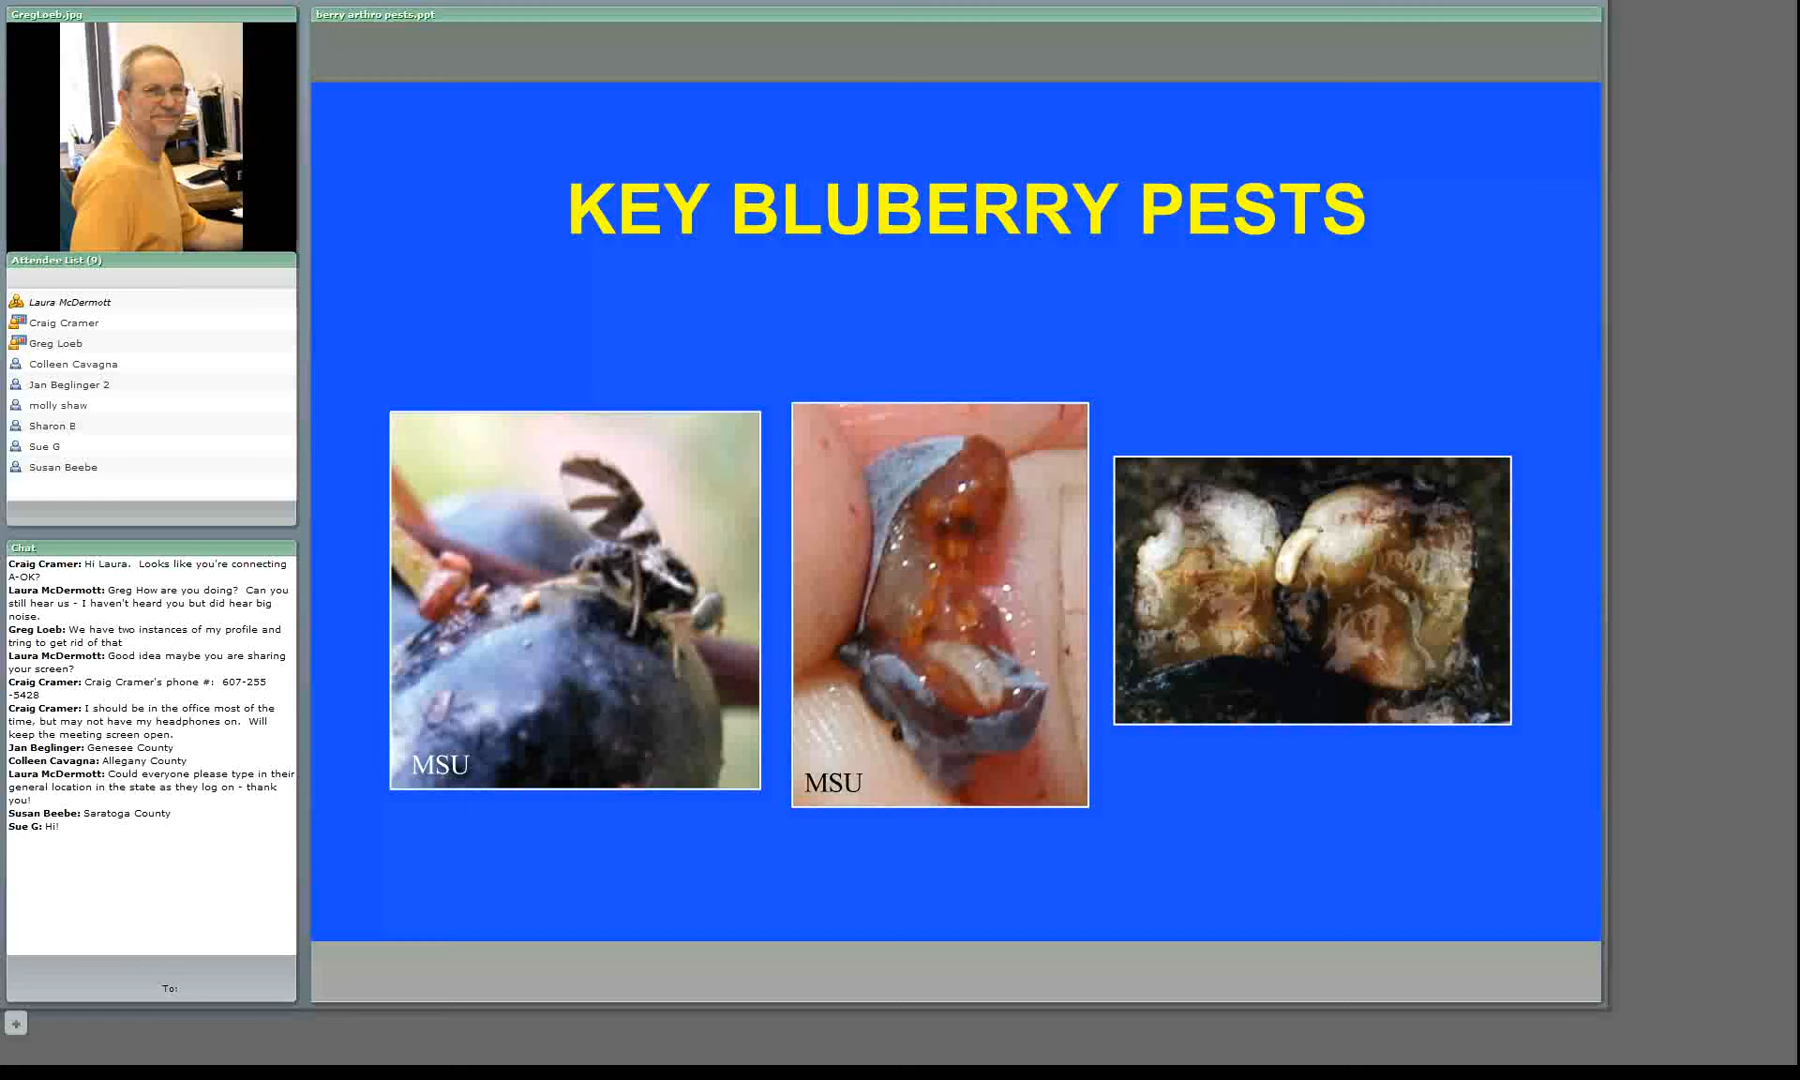 GregLoeb.jpg
Attendee List (9)
Laura McDermott
Craig Cramer
Greg Loeb
Colleen Cavagna
Jan Beglinger 2
molly shaw
Sharon B
Sue G
Susan Beebe
Chat
Craig Cramer: Hi Laura.  Looks like you're connecting
A-OK?
Laura McDermott: Greg How are you doing?  Can you
still hear us - I haven't heard you but did hear big
noise.
Greg Loeb: We have two instances of my profile and
tring to get rid of that
Laura McDermott: Good idea maybe you are sharing
your screen?
Craig Cramer: Craig Cramer's phone #:  607-255
-5428
Craig Cramer: I should be in the office most of the
time, but may not have my headphones on.  Will
keep the meeting screen open.
Jan Beglinger: Genesee County
Colleen Cavagna: Allegany County
Laura McDermott: Could everyone please type in their
general location in the state as they log on - thank
you!
Susan Beebe: Saratoga County
Sue G: Hi!
To:
berry arthro pests.ppt
KEY BLUBERRY PESTS
MSU
MSU